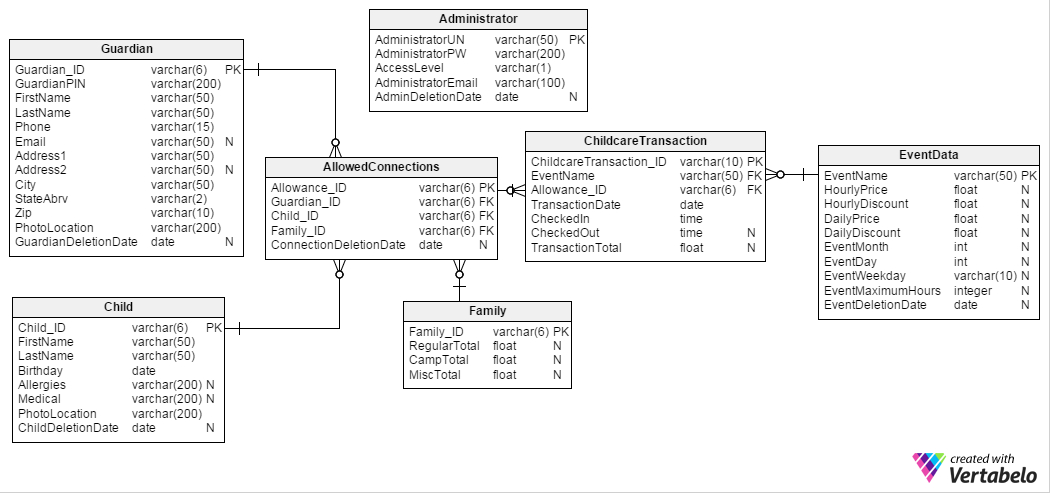 Administrator
AdministratorUN varchar(50) PK
AdministratorPW varchar(200)
AccessLevel varchar(1)
AdministratorEmail varchar(100)
AdminDeletionDate date N
Guardian
Guardian_ID varchar(6) PK
GuardianPIN varchar(200)
FirstName varchar(50)
LastName varchar(50)
Phone varchar(15)
Email varchar(50) N
Address1 varchar(50)
Address2 varchar(50) N
City varchar(50)
StateAbrv varchar(2)
Zip varchar(10)
PhotoLocation varchar(200)
GuardianDeletionDate date N
AllowedConnections
Allowance_ID varchar(6) PK
Guardian_ID varchar(6) FK
Child_ID varchar(6) FK
Family_ID varchar(6) FK
ConnectionDeletionDate date N
ChildcareTransaction
ChildcareTransaction_ID varchar(10) PK
EventName varchar(50) FK
Allowance_ID varchar(6) FK
TransactionDate date
CheckedIn time
CheckedOut time N
TransactionTotal float N
EventData
EventName varchar(50) PK
HourlyPrice float N
HourlyDiscount float N
DailyPrice float N
DailyDiscount float N
EventMonth int N
EventDay int N
EventWeekday varchar(10) N
EventMaximumHours integer N
EventDeletionDate date N
Child
Child_ID varchar(6) PK
FirstName varchar(50)
LastName varchar(50)
Birthday date
Allergies varchar(200) N
Medical varchar(200) N
PhotoLocation varchar(200)
ChildDeletionDate date N
Family
Family_ID varchar(6) PK
RegularTotal float N
CampTotal float N
MiscTotal float N
created with
Vertabelo